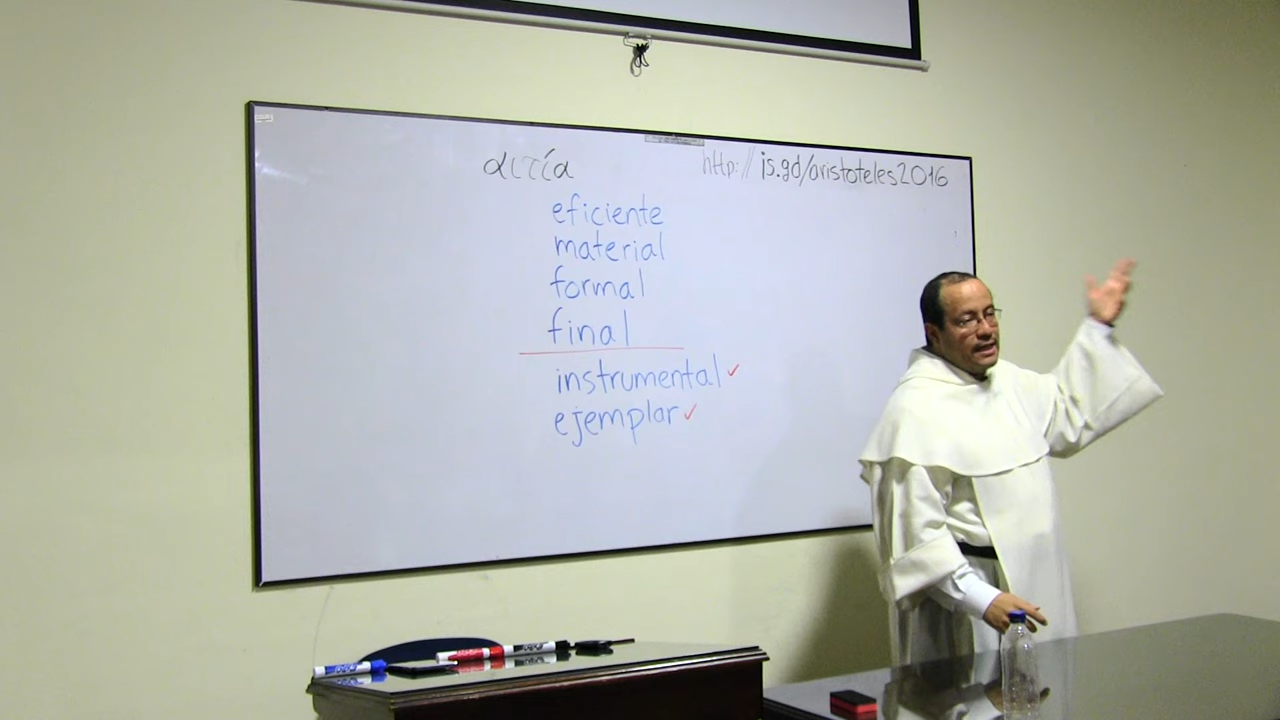 αιτία
http://is.gd/aristoteles2016
eficiente
material
formal
final
instrumental ✓
ejemplar ✓